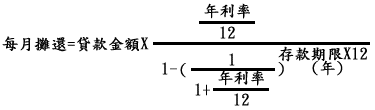 年利率
12
每月攤還=貸款金額X
1-(
1
1+
年利率
12
)
存款期限X12
(年)